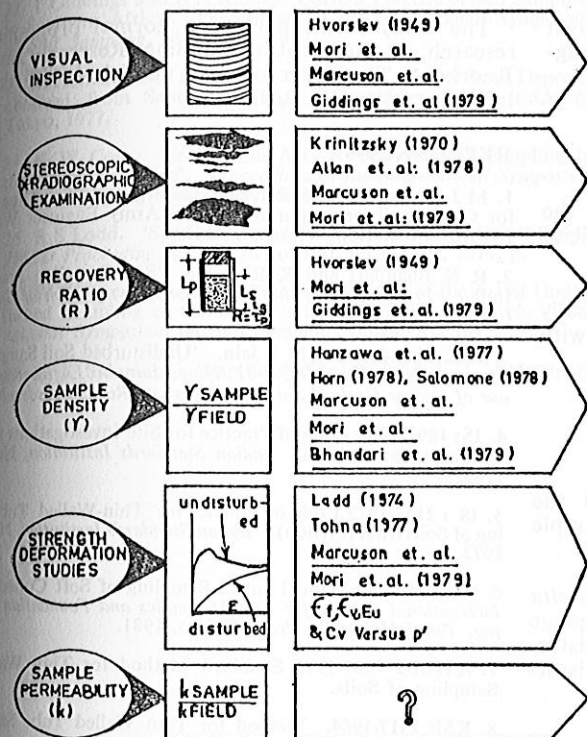 VISUAL
INSPECTION
Hvorslev (1949)
Mori et. al.
Marcuson et. al.
Giddings et. al (1979)
STEREOSCOPIC
X-RADIOGRAPHIC
EXAMINATION
Krinitzsky (1970)
Allan et. al. (1978)
Marcuson et. al.
Mori et. al: (1979)
RECOVERY
RATIO
(R)
Lp
Ls
Hvorslev (1949)
Mori et. al:
Giddings et. al (1979)
SAMPLE
DENSITY
(γ)
γ SAMPLE
γ FIELD
Hanzawa et. al. (1977)
Horn (1978), Salomone (1978)
Marcuson et. al.
Mori et. al.
Bhandari et. al (1979)
STRENGTH
DEFORMATION
STUDIES
undisturb-
ed
ε
disturbed
Ladd (1974)
Tohna (1977)
Marcuson et. al.
Mori et. al. (1979)
& Cv Versus p'
SAMPLE
PERMEABILITY
(k)
k SAMPLE
k FIELD
?